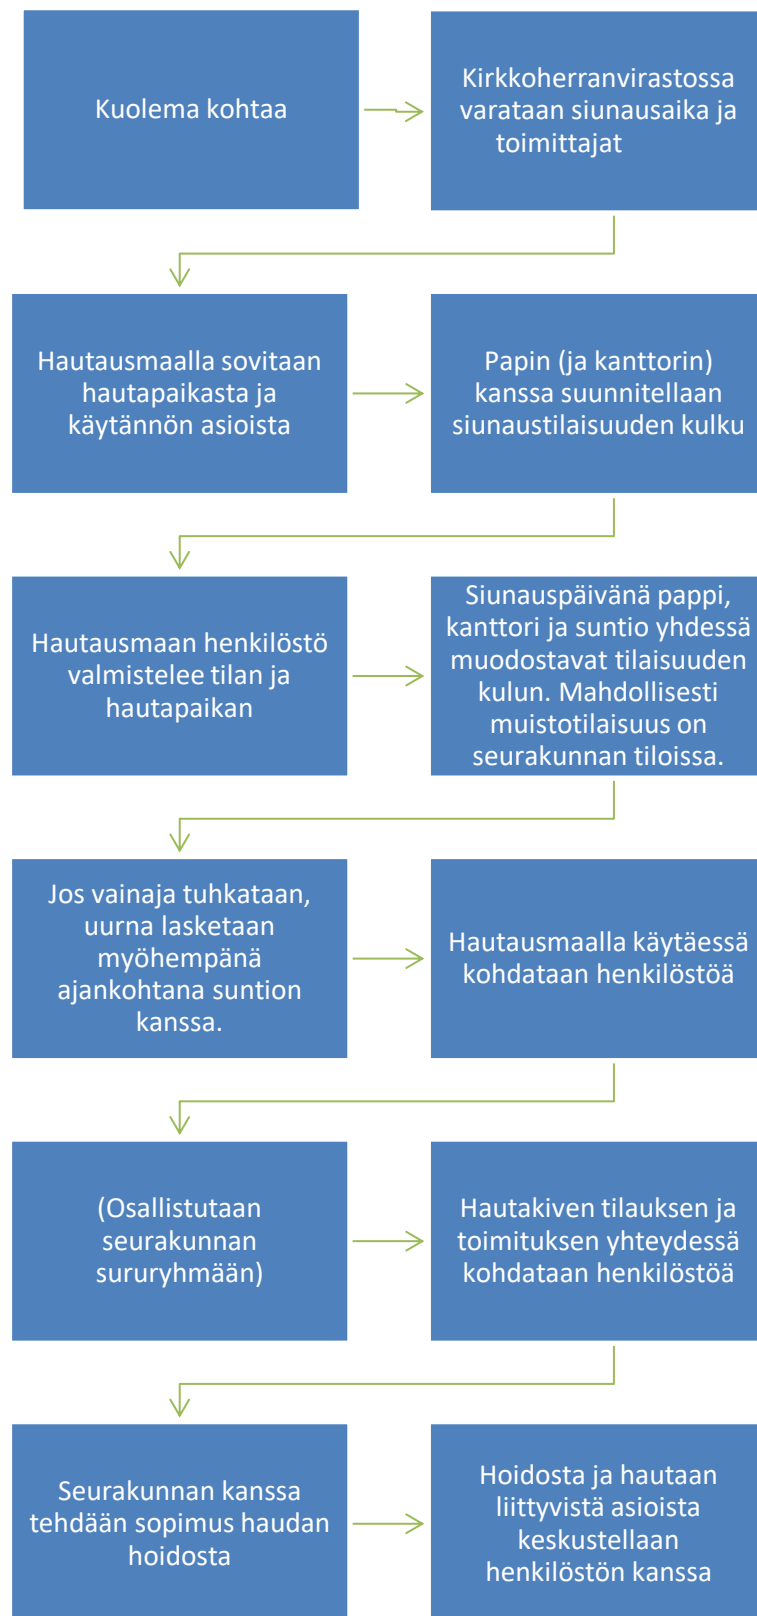 Kuolema kohtaa
Kirkkoherranvirastossa
varataan siunausaika ja
toimittajat
Hautausmaalla sovitaan
hautapaikasta ja
käytännön asioista
Papin (ja kanttorin)
kanssa suunnitellaan
siunaustilaisuuden kulku
Hautausmaan henkilöstö
valmistelee tilan ja
hautapaikan
Siunauspäivänä pappi,
kanttori ja suntio yhdessä
muodostavat tilaisuuden
kulun. Mahdollisesti
muistotilaisuus on
seurakunnan tiloissa.
Jos vainaja tuhkataan,
uurna lasketaan
myöhempänä
ajankohtana suntion
kanssa.
Hautausmaalla käytäessä
kohdataan henkilöstöä
(Osallistutaan
seurakunnan
sururyhmään)
Hautakiven tilauksen ja
toimituksen yhteydessä
kohdataan henkilöstöä
Seurakunnan kanssa
tehdään sopimus haudan
hoidosta
Hoidosta ja hautaan
liittyvistä asioista
keskustellaan
henkilöstön kanssa